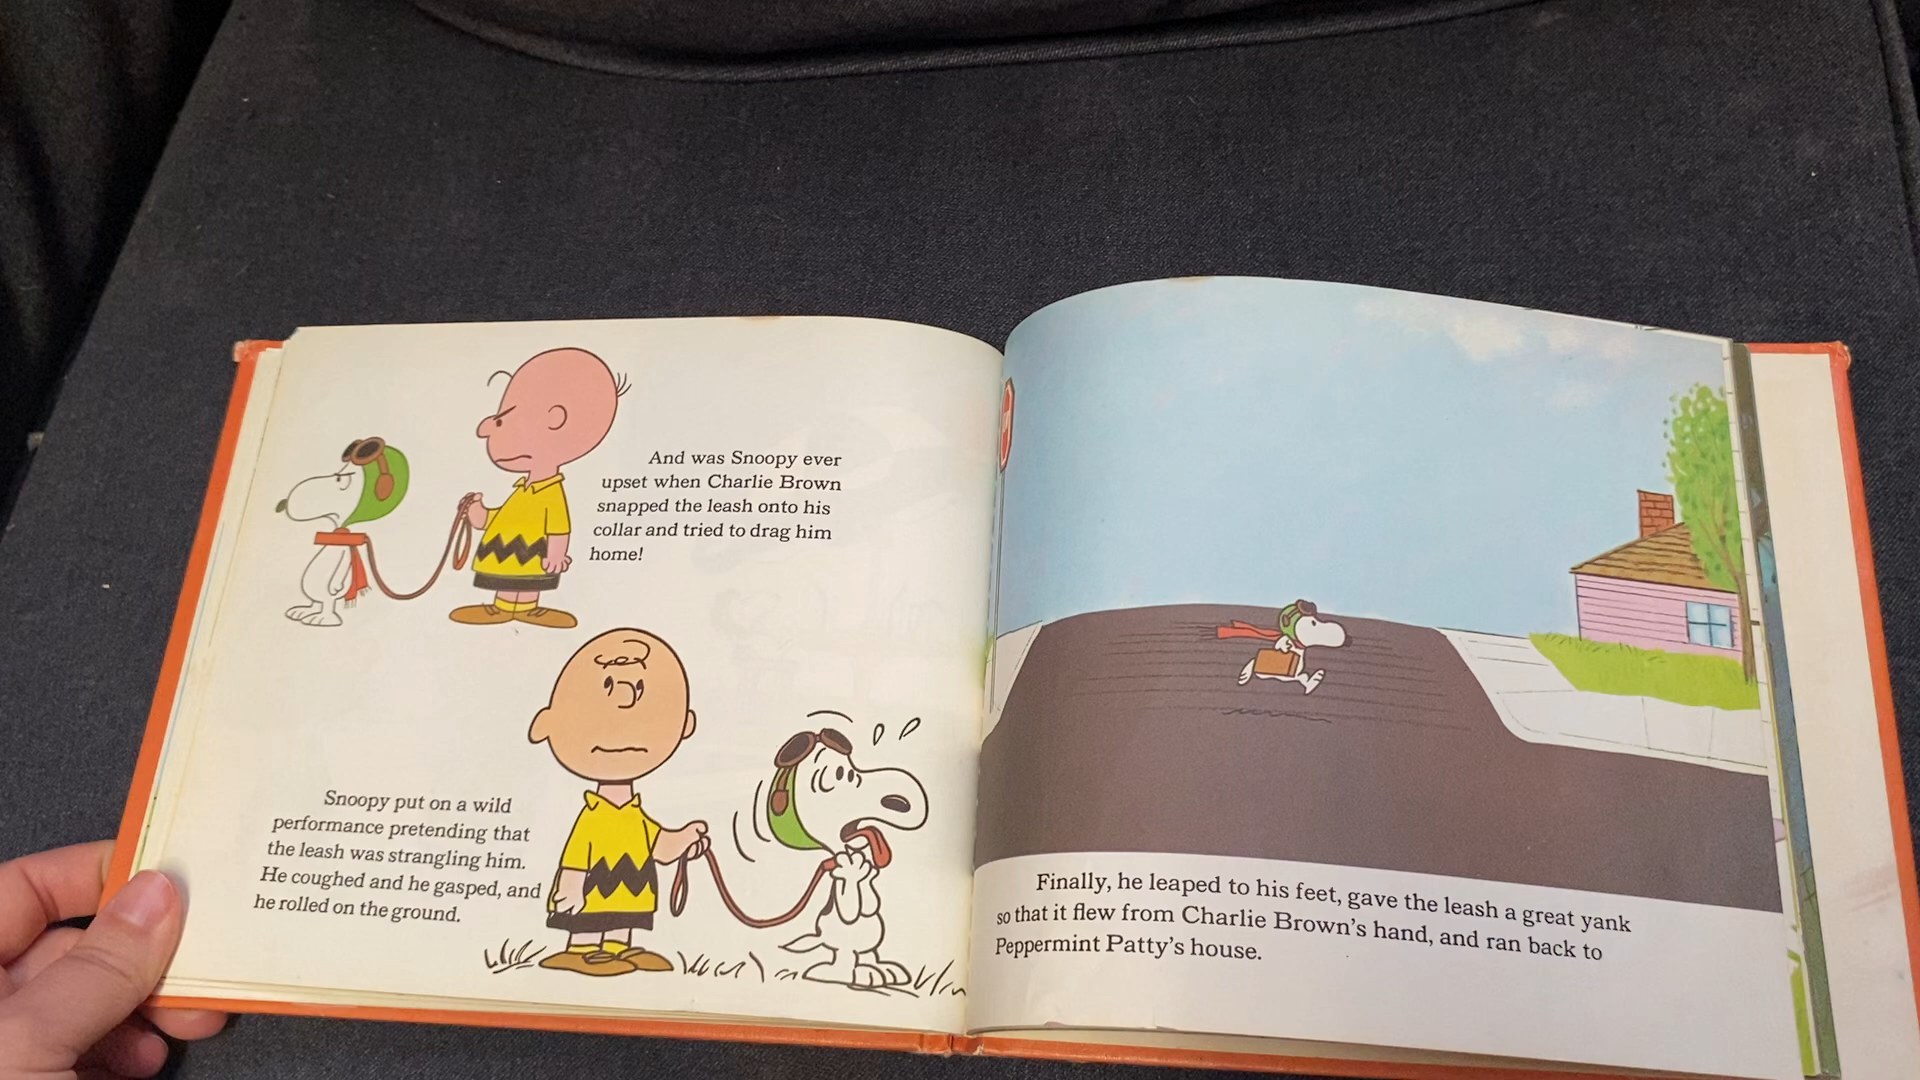 And was Snoopy ever
upset when Charlie Brown
snapped the leash onto his
collar and tried to drag him
home!
Snoopy put on a wild
performance pretending that
the leash was strangling him.
He coughed and he gasped, and
he rolled on the ground.
Finally, he leaped to his feet, gave the leash a great yank
so that it flew from Charlie Brown's hand, and ran back to
Peppermint Patty's house.